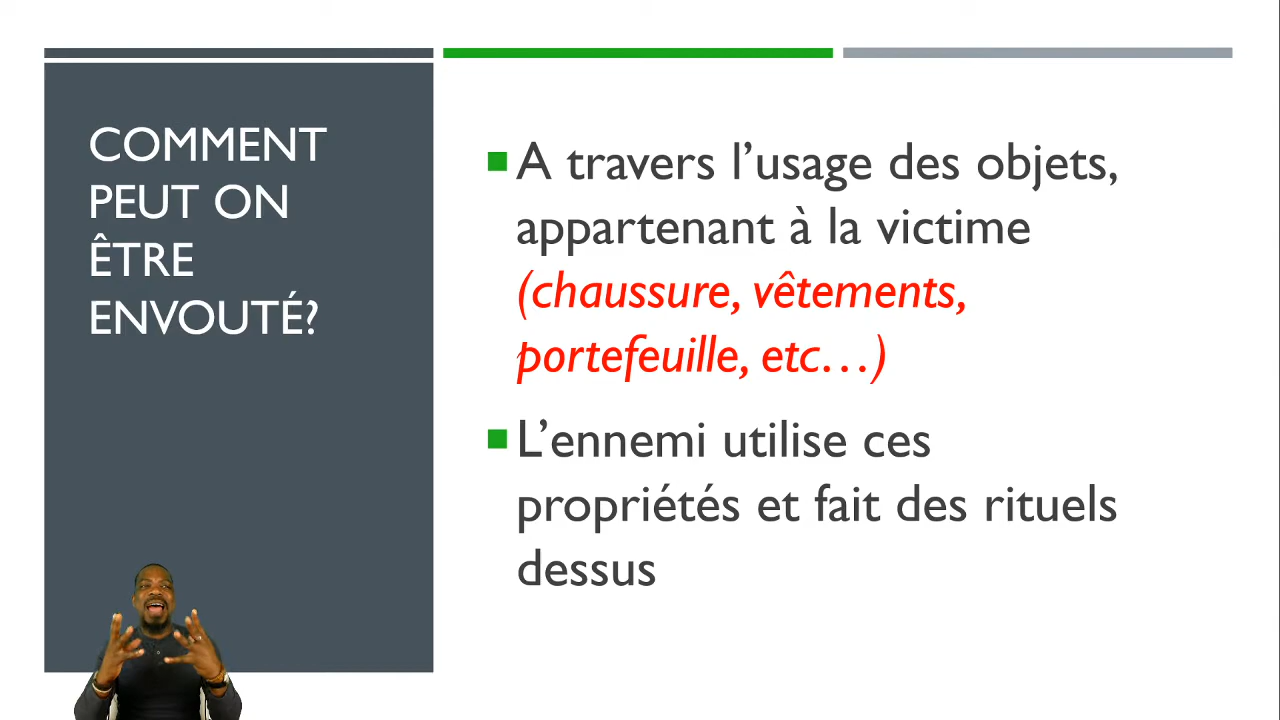 COMMENT
PEUT ON
ÊTRE
ENVOUTÉ?
A travers l’usage des objets,
appartenant à la victime
(chaussure, vêtements,
portefeuille, etc…)
L’ennemi utilise ces
propriétés et fait des rituels
dessus